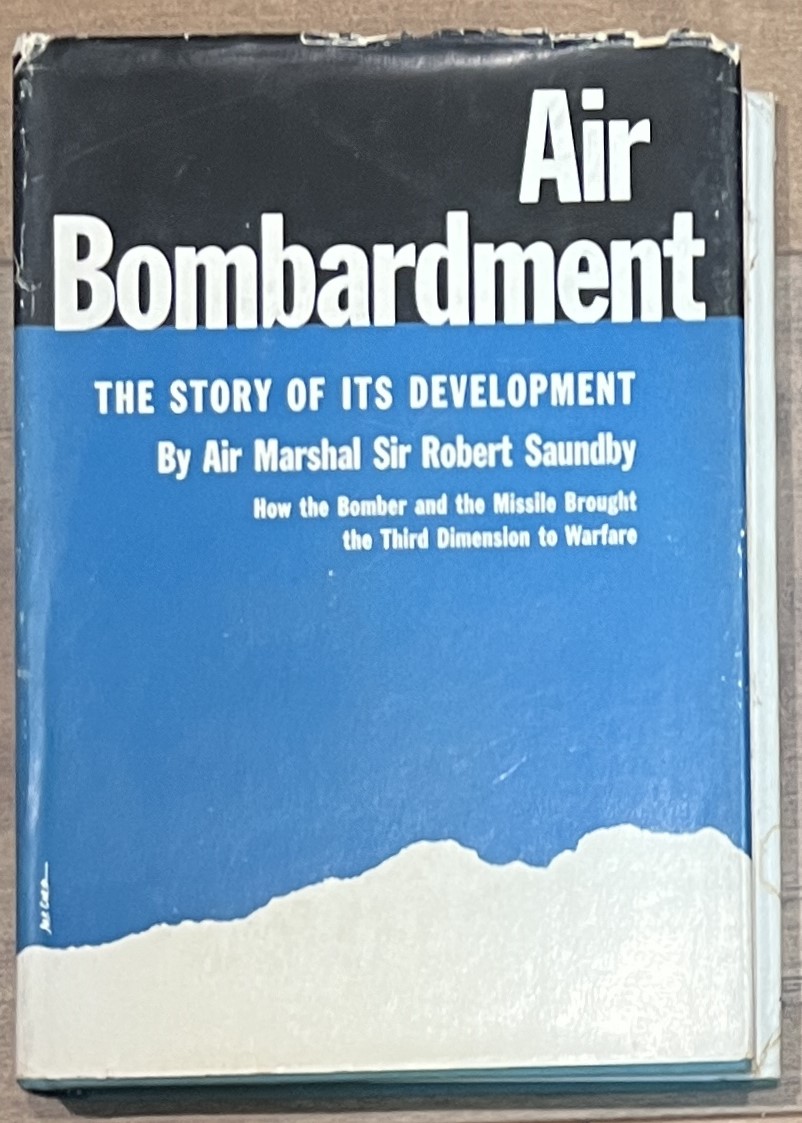 Air
Bombardment
THE STORY OF ITS DEVELOPMENT
By Air Marshal Sir Robert Saundby
How the Bomber and the Missile Brought
the Third Dimension to Warfare